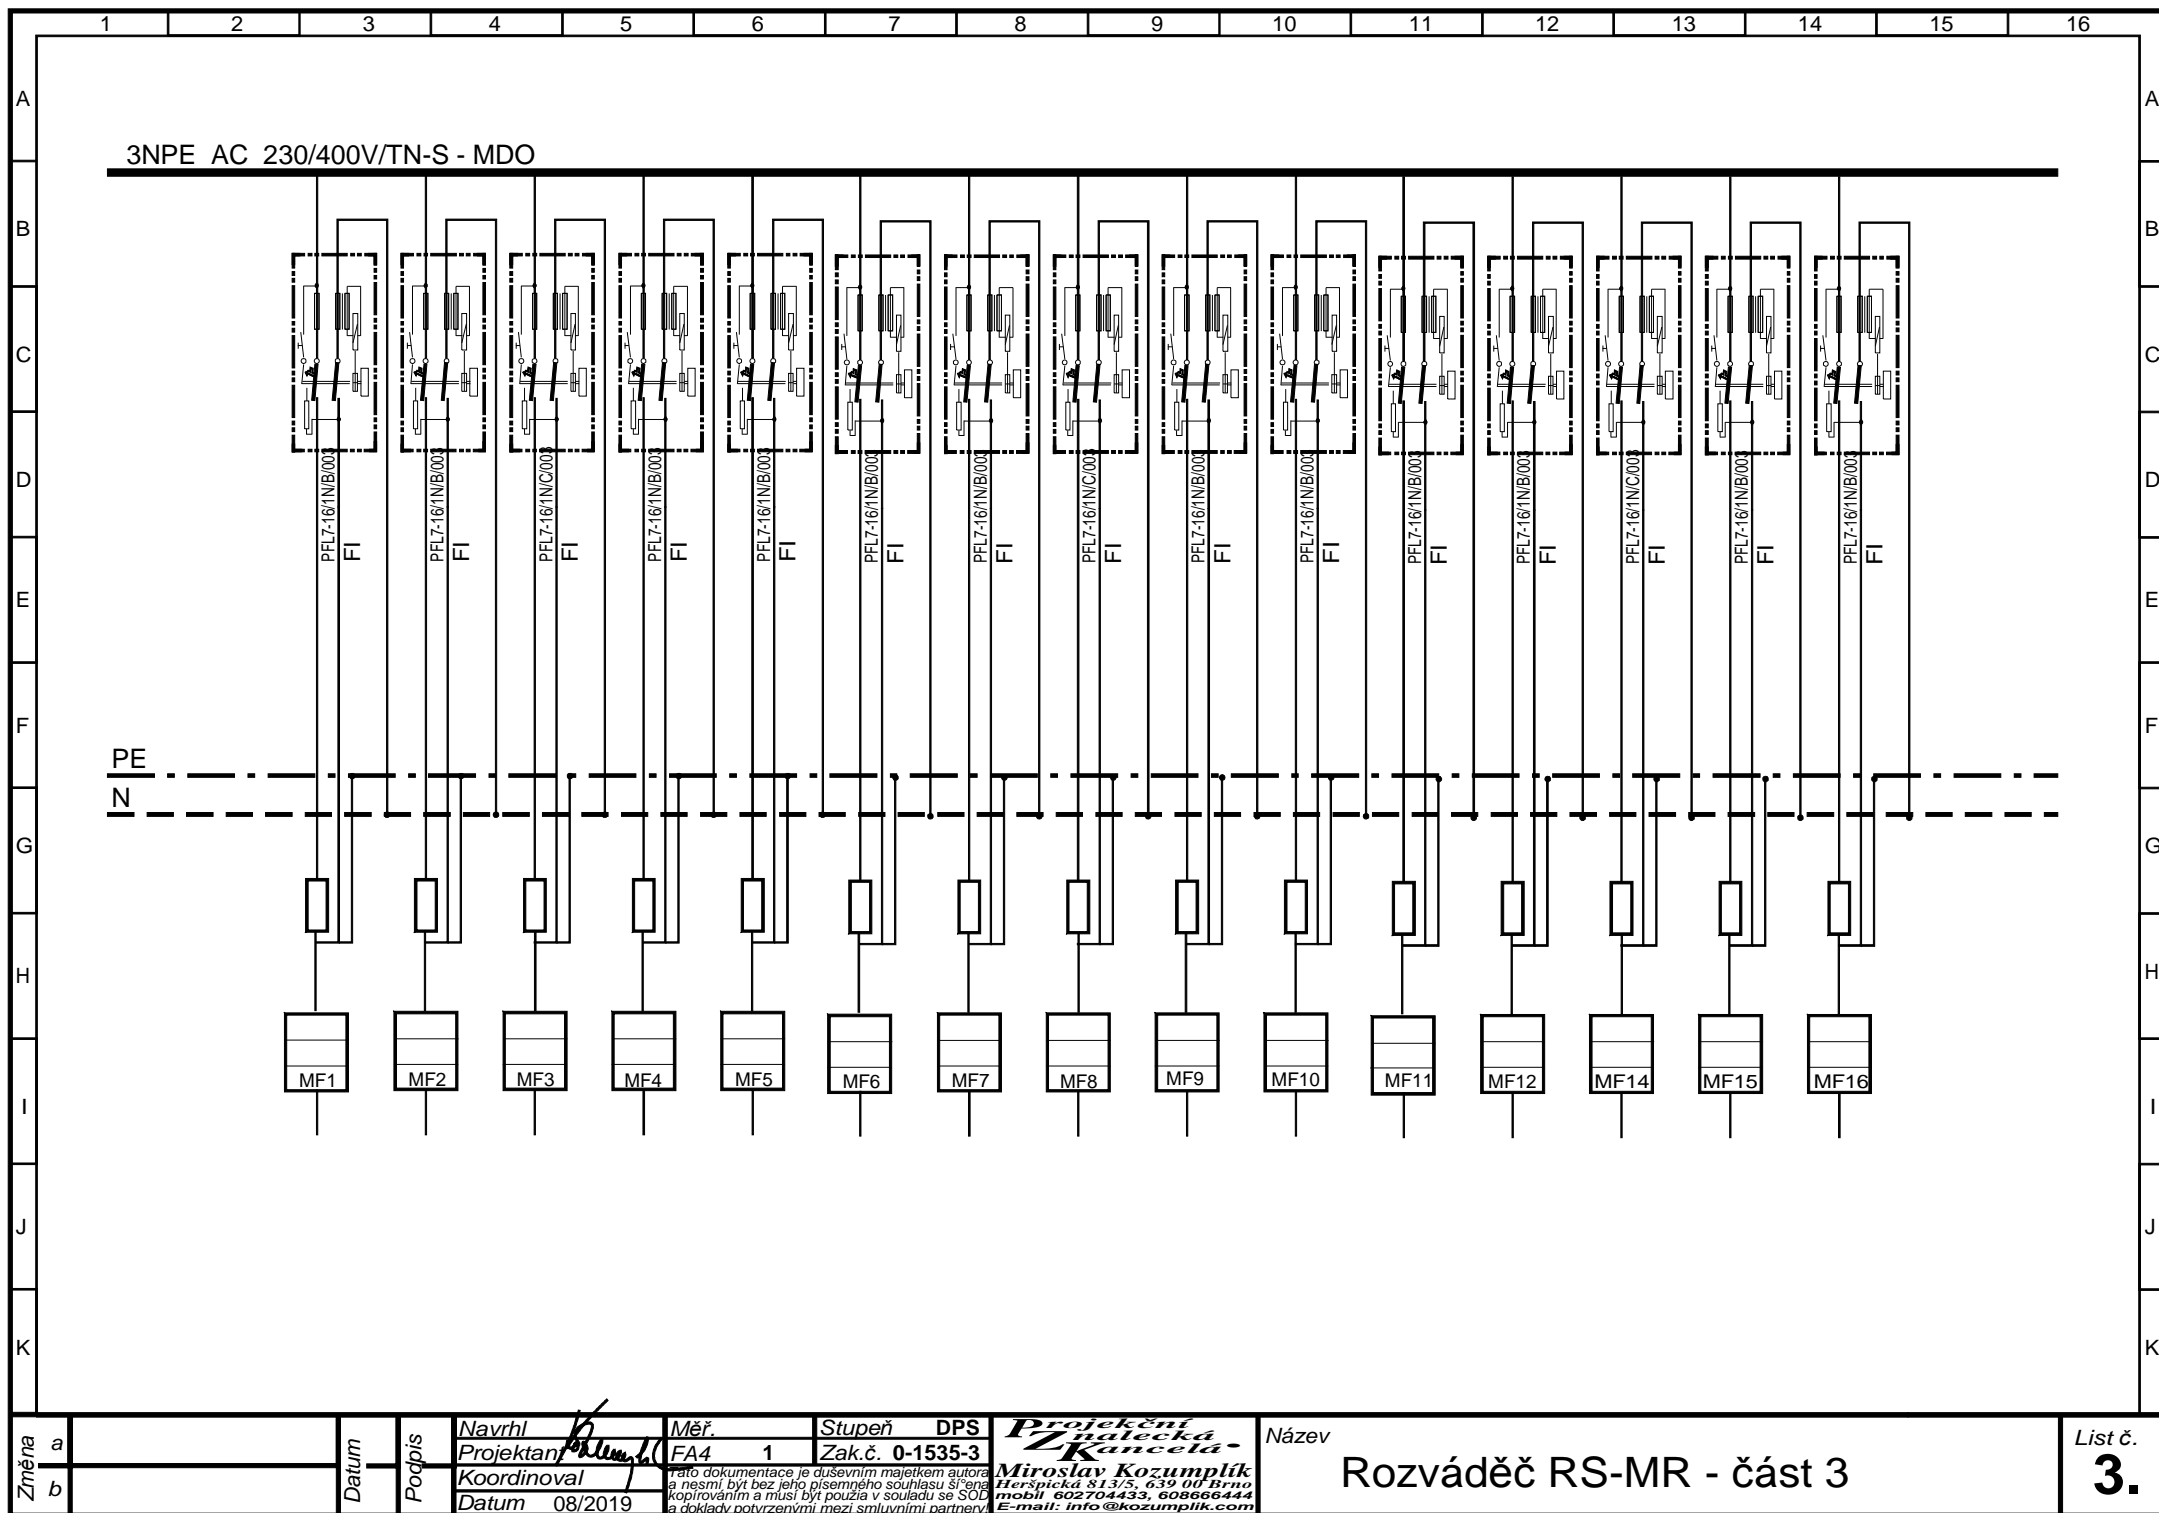 1 2 3 4 5 6 7 8 9 10 11 12 13 14 15 16
A A
3NPE AC 230/400V/TN-S - MDO
B B
C C
D D
PFL7-16/1N/B/003 PFL7-16/1N/B/003 PFL7-16/1N/C/003 PFL7-16/1N/B/003 PFL7-16/1N/B/003 PFL7-16/1N/B/003 PFL7-16/1N/B/003 PFL7-16/1N/C/003 PFL7-16/1N/B/003 PFL7-16/1N/B/003 PFL7-16/1N/B/003 PFL7-16/1N/B/003 PFL7-16/1N/C/003 PFL7-16/1N/B/003 PFL7-16/1N/B/003
FI FI FI FI FI FI FI FI FI FI FI FI FI FI FI
E E
F F
PE
N
G G
H H
MF1 MF2 MF3 MF4 MF5 MF6 MF7 MF8 MF9 MF10 MF11 MF12 MF14 MF15 MF16
I I
J J
K K
Změna a
b
Datum
Podpis
Navrhl
Projektant
Koordinoval
Datum 08/2019
Měř.
FA4 1
Stupeň DPS
Zak.č. 0-1535-3
Tato dokumentace je duševním majetkem autora
a nesmí být bez jeho písemného souhlasu šířena
kopírováním a musí být použia v souladu se SOD
a doklady potvrzenými mezi smluvními partnery!
Projekční
Znalecká
Kancelá•
Miroslav Kozumplík
Heršpická 813/5, 639 00 Brno
mobil 602704433, 608666444
E-mail: info@kozumplik.com
Název
Rozváděč RS-MR - část 3
List č.
3.